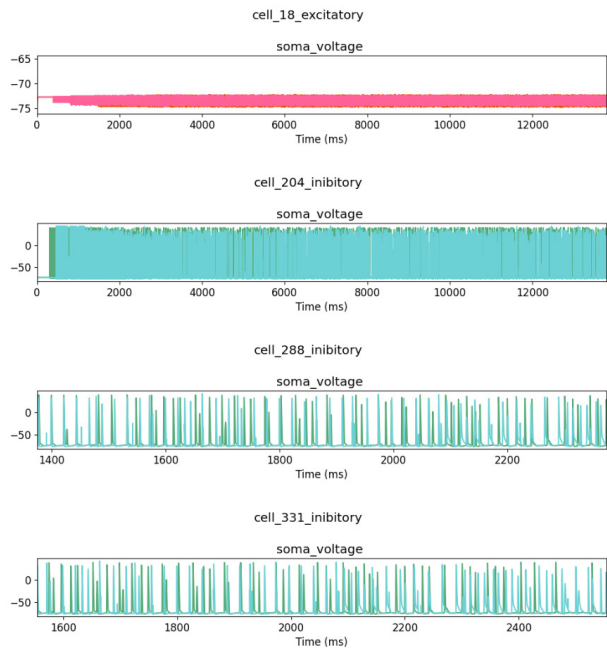 cell_18_excitatory
soma_voltage
−65
−70
−75
0 2000 4000 6000 8000 10000 12000
Time (ms)
cell_204_inibitory
soma_voltage
0
−50
0 2000 4000 6000 8000 10000 12000
Time (ms)
cell_288_inibitory
soma_voltage
0
−50
1400 1600 1800 2000 2200
Time (ms)
cell_331_inibitory
soma_voltage
0
−50
1600 1800 2000 2200 2400
Time (ms)